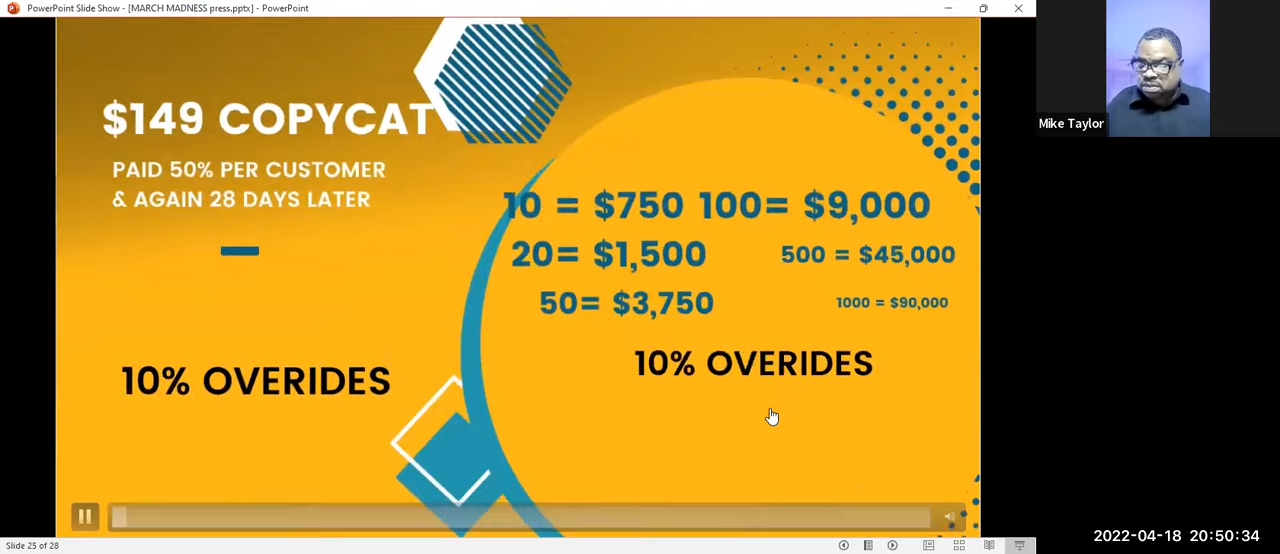 PowerPoint Slide Show - [MARCH MADNESS press.pptx] - PowerPoint
$149 COPYCAT
PAID 50% PER CUSTOMER
& AGAIN 28 DAYS LATER
10 = $750 100= $9,000
20= $1,500 500 = $45,000
50= $3,750 1000 = $90,000
10% OVERIDES
10% OVERIDES
Mike Taylor
Slide 25 of 28
2022-04-18 20:50:34